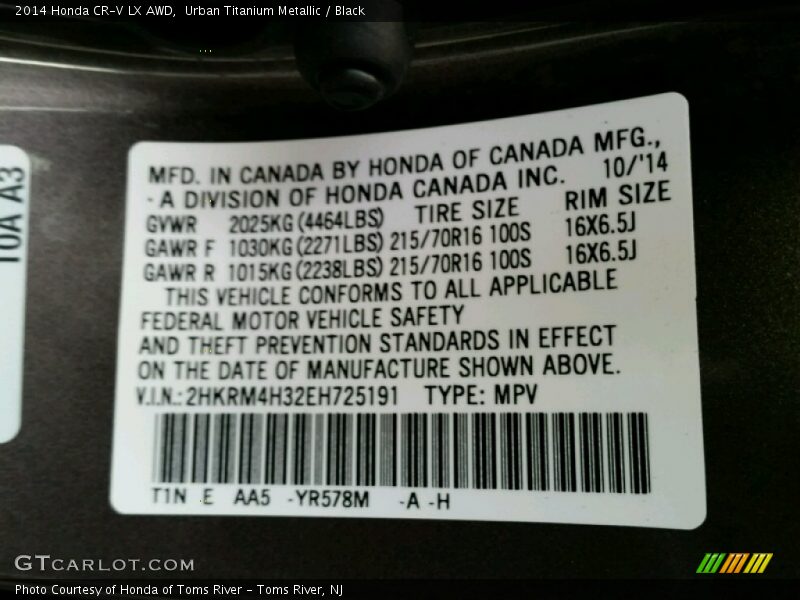 2014 Honda CR-V LX AWD,  Urban Titanium Metallic / Black
10A A3
MFD. IN CANADA BY HONDA OF CANADA MFG.,
- A DIVISION OF HONDA CANADA INC.   10/'14
GVWR   2025KG(4464LBS)   TIRE SIZE   RIM SIZE
GAWR F 1030KG(2271LBS) 215/70R16 100S   16X6.5J
GAWR R 1015KG(2238LBS) 215/70R16 100S   16X6.5J
THIS VEHICLE CONFORMS TO ALL APPLICABLE
FEDERAL MOTOR VEHICLE SAFETY
AND THEFT PREVENTION STANDARDS IN EFFECT
ON THE DATE OF MANUFACTURE SHOWN ABOVE.
V.I.N.: 2HKRM4H32EH725191   TYPE: MPV
T1N E AA5 -YR578M -A -H
GTCARLOT.COM
Photo Courtesy of Honda of Toms River – Toms River, NJ